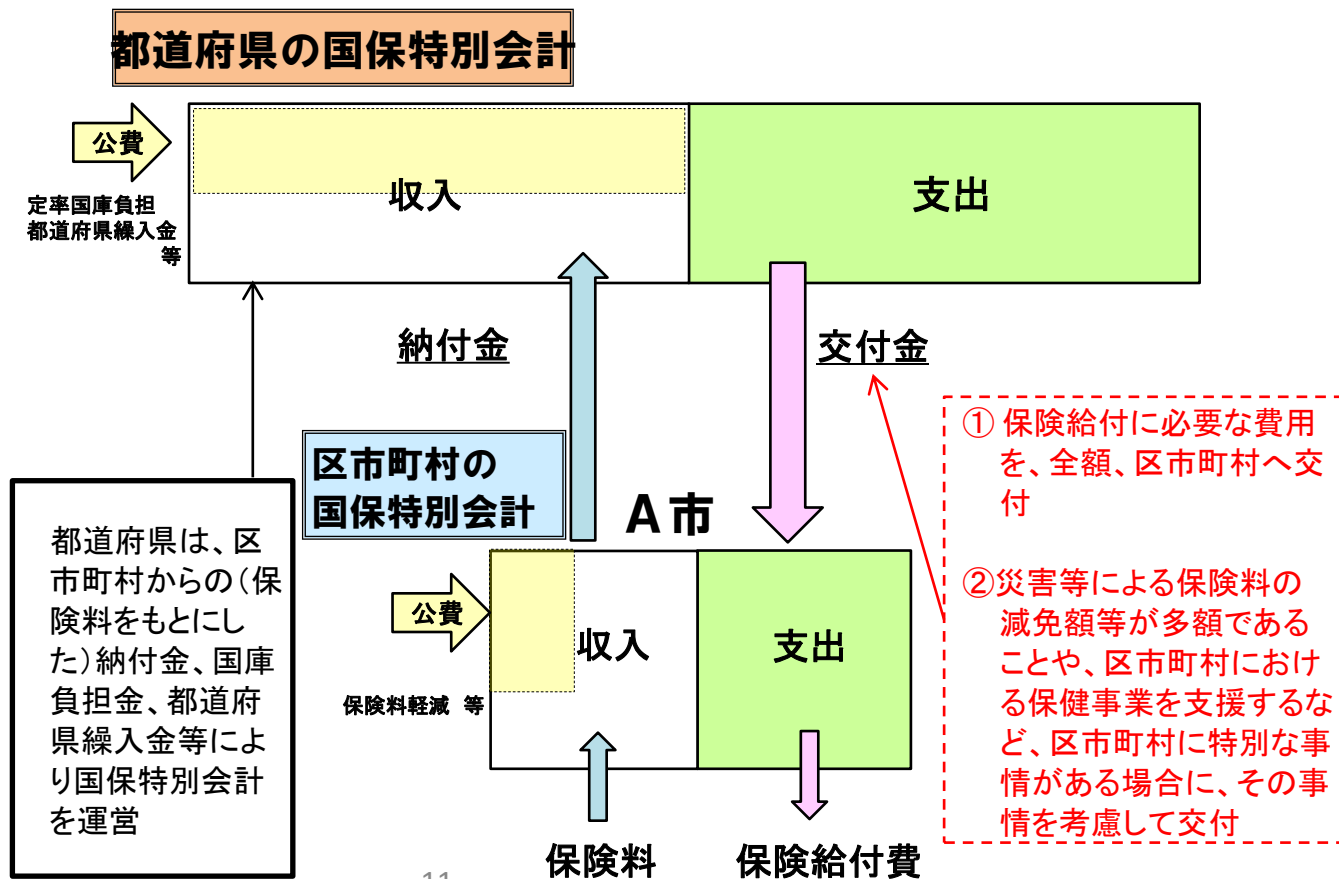 都道府県の国保特別会計
公費
収入
支出
定率国庫負担
都道府県繰入金
等
納付金
交付金
区市町村の
国保特別会計
A市
① 保険給付に必要な費用
を、全額、区市町村へ交
付
②災害等による保険料の
減免額等が多額である
ことや、区市町村におけ
る保健事業を支援するな
ど、区市町村に特別な事
情がある場合に、その事
情を考慮して交付
都道府県は、区
市町村からの(保
険料をもとにし
た)納付金、国庫
負担金、都道府
県繰入金等によ
り国保特別会計
を運営
公費
収入
支出
保険料軽減 等
保険料
保険給付費
11